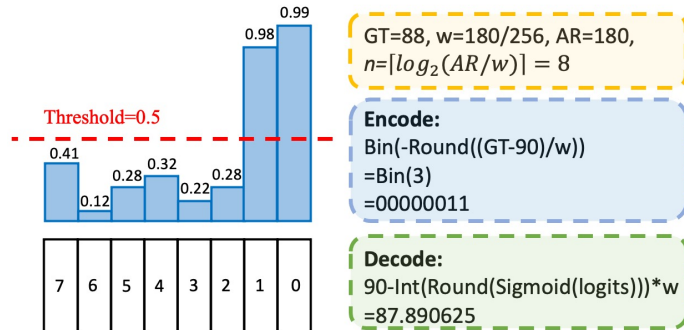 0.99
0.98
Threshold=0.5
0.41
0.12
0.28
0.32
0.22
0.28
7 6 5 4 3 2 1 0
GT=88, w=180/256, AR=180,
n=⌈log₂(AR/w)⌉ = 8
Encode:
Bin(-Round((GT-90)/w))
=Bin(3)
=00000011
Decode:
90-Int(Round(Sigmoid(logits)))*w
=87.890625